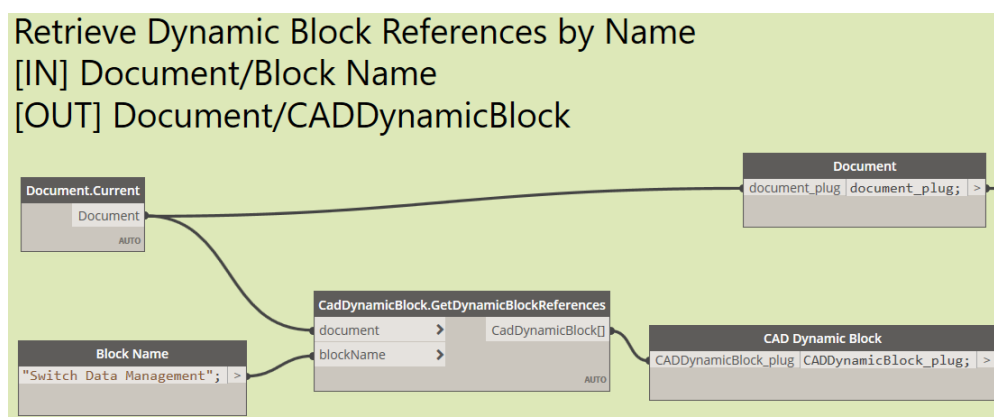 Retrieve Dynamic Block References by Name
[IN] Document/Block Name
[OUT] Document/CADDynamicBlock
Document
document_plug document_plug; >
Document.Current
Document
AUTO
CadDynamicBlock.GetDynamicBlockReferences
document > CadDynamicBlock[]
blockName >
AUTO
Block Name
"Switch Data Management"; >
CAD Dynamic Block
CADDynamicBlock_plug CADDynamicBlock_plug; >